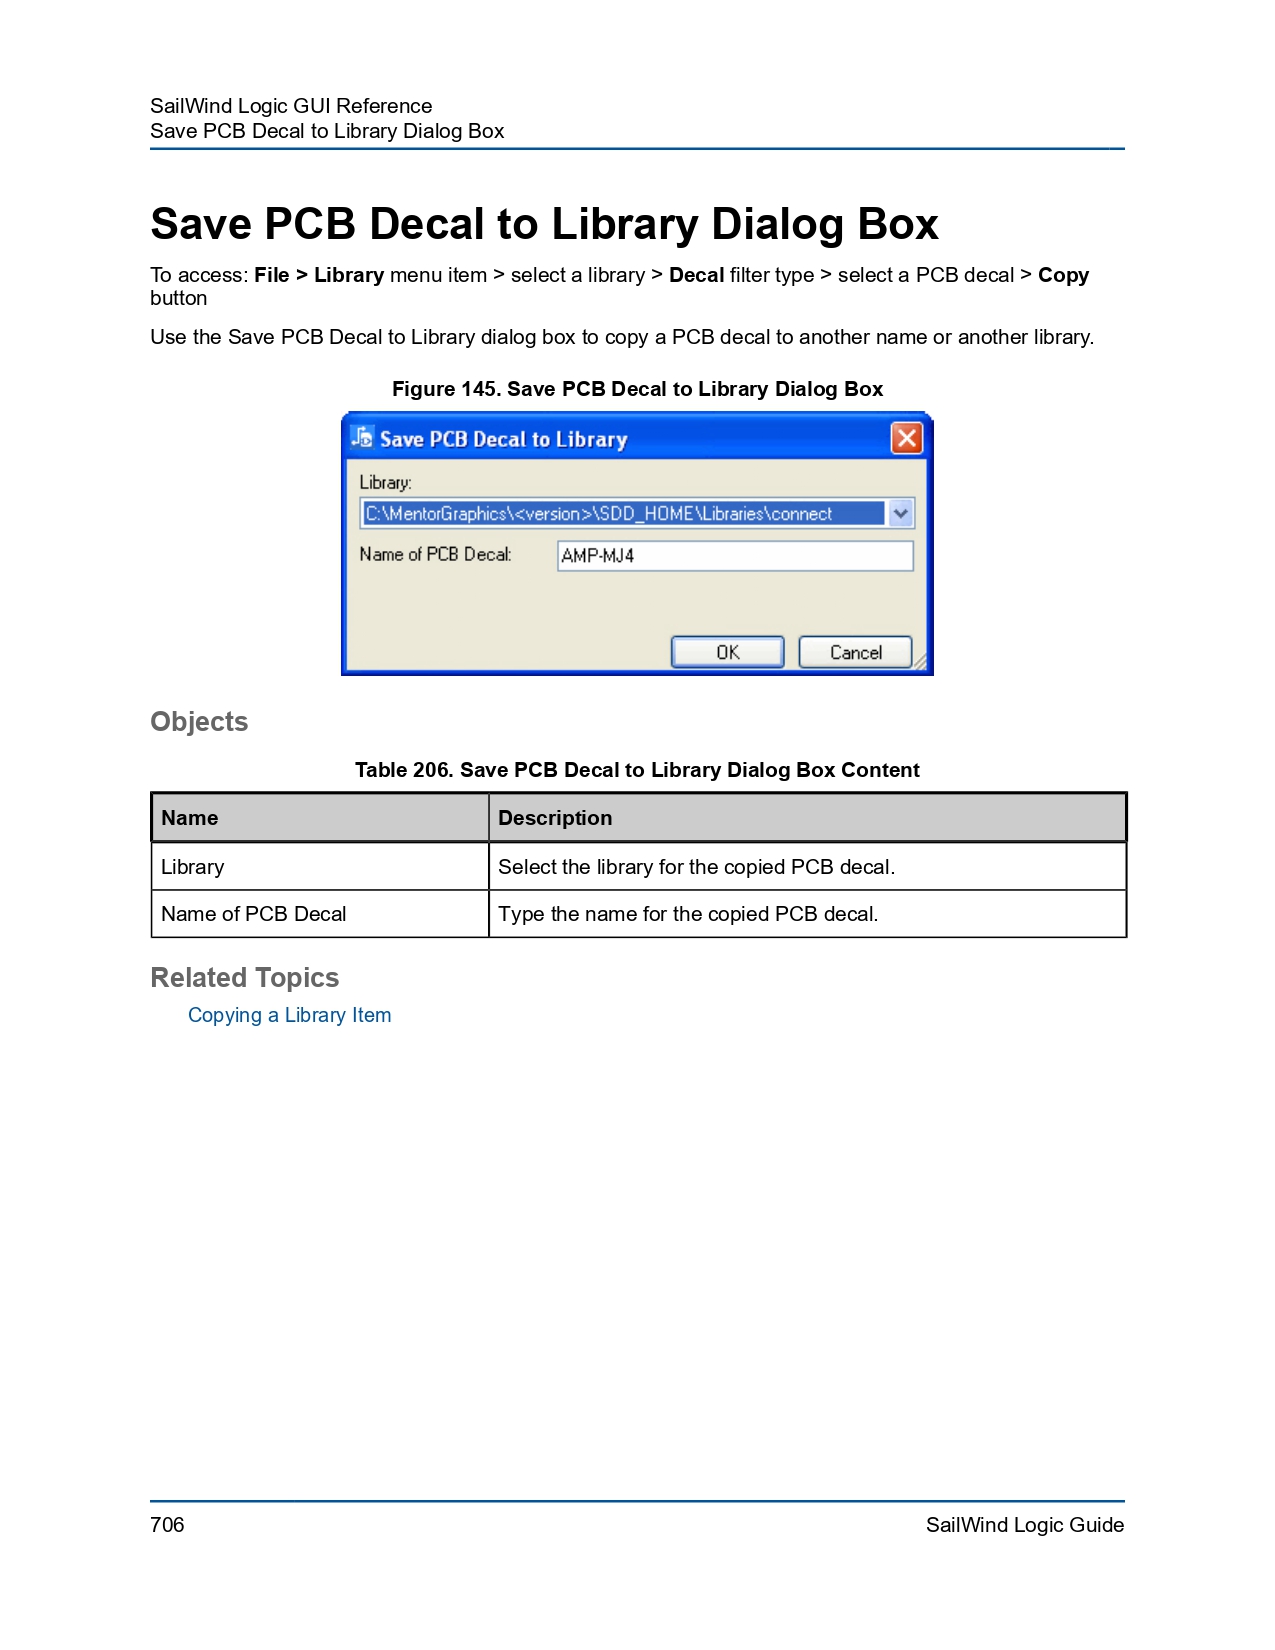 SailWind Logic GUI Reference
Save PCB Decal to Library Dialog Box
Save PCB Decal to Library Dialog Box
To access: File > Library menu item > select a library > Decal filter type > select a PCB decal > Copy
button
Use the Save PCB Decal to Library dialog box to copy a PCB decal to another name or another library.
Figure 145. Save PCB Decal to Library Dialog Box
Save PCB Decal to Library
Library:
C:\MentorGraphics\<version>\SDD_HOME\Libraries\connect
Name of PCB Decal: AMP-MJ4
OK Cancel
Objects
Table 206. Save PCB Decal to Library Dialog Box Content
Name Description
Library Select the library for the copied PCB decal.
Name of PCB Decal Type the name for the copied PCB decal.
Related Topics
Copying a Library Item
706 SailWind Logic Guide